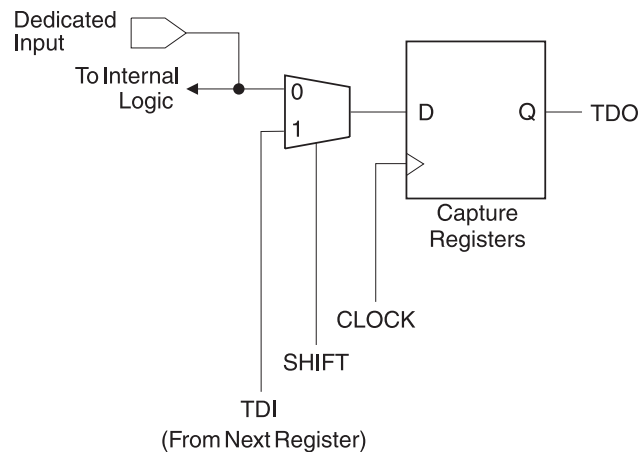 Dedicated
Input
To Internal
Logic
0
1
D
Q
TDO
Capture
Registers
CLOCK
SHIFT
TDI
(From Next Register)